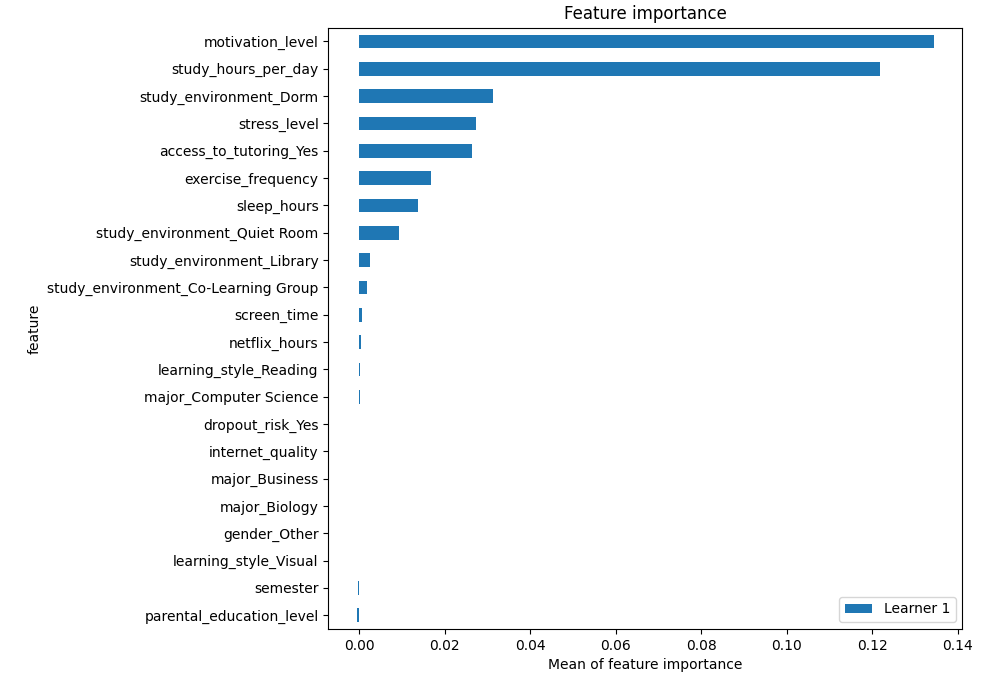 Feature importance
motivation_level
study_hours_per_day
study_environment_Dorm
stress_level
access_to_tutoring_Yes
exercise_frequency
sleep_hours
study_environment_Quiet Room
study_environment_Library
study_environment_Co-Learning Group
screen_time
netflix_hours
learning_style_Reading
major_Computer Science
dropout_risk_Yes
internet_quality
major_Business
major_Biology
gender_Other
learning_style_Visual
semester
parental_education_level
feature
Learner 1
0.00 0.02 0.04 0.06 0.08 0.10 0.12 0.14
Mean of feature importance